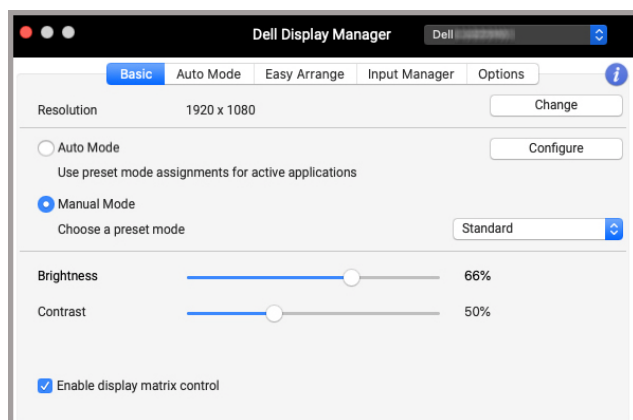 Dell Display Manager Dell
Basic Auto Mode Easy Arrange Input Manager Options i
Resolution 1920 x 1080 Change
Auto Mode Configure
Use preset mode assignments for active applications
Manual Mode
Choose a preset mode Standard
Brightness 66%
Contrast 50%
Enable display matrix control